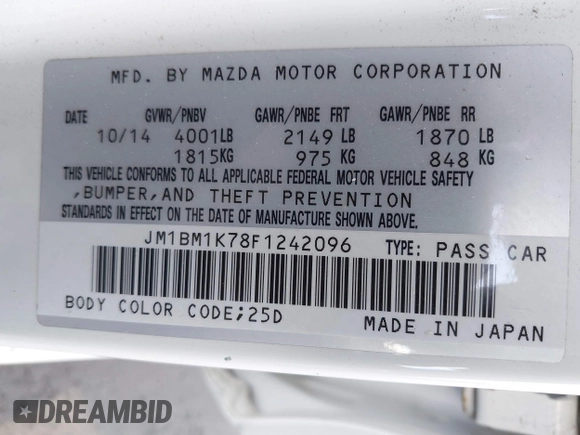 MFD. BY MAZDA MOTOR CORPORATION
DATE GVWR/PNBV GAWR/PNBE FRT GAWR/PNBE RR
10/14 4001LB 2149 LB 1870 LB
1815KG 975 KG 848 KG
THIS VEHICLE CONFORMS TO ALL APPLICABLE FEDERAL MOTOR VEHICLE SAFETY
,BUMPER,AND THEFT PREVENTION
STANDARDS IN EFFECT ON THE DATE OF MANUFACTURE SHOWN ABOVE.
JM1BM1K78F1242096 TYPE: PASS CAR
BODY COLOR CODE;25D
MADE IN JAPAN
DREAMBID